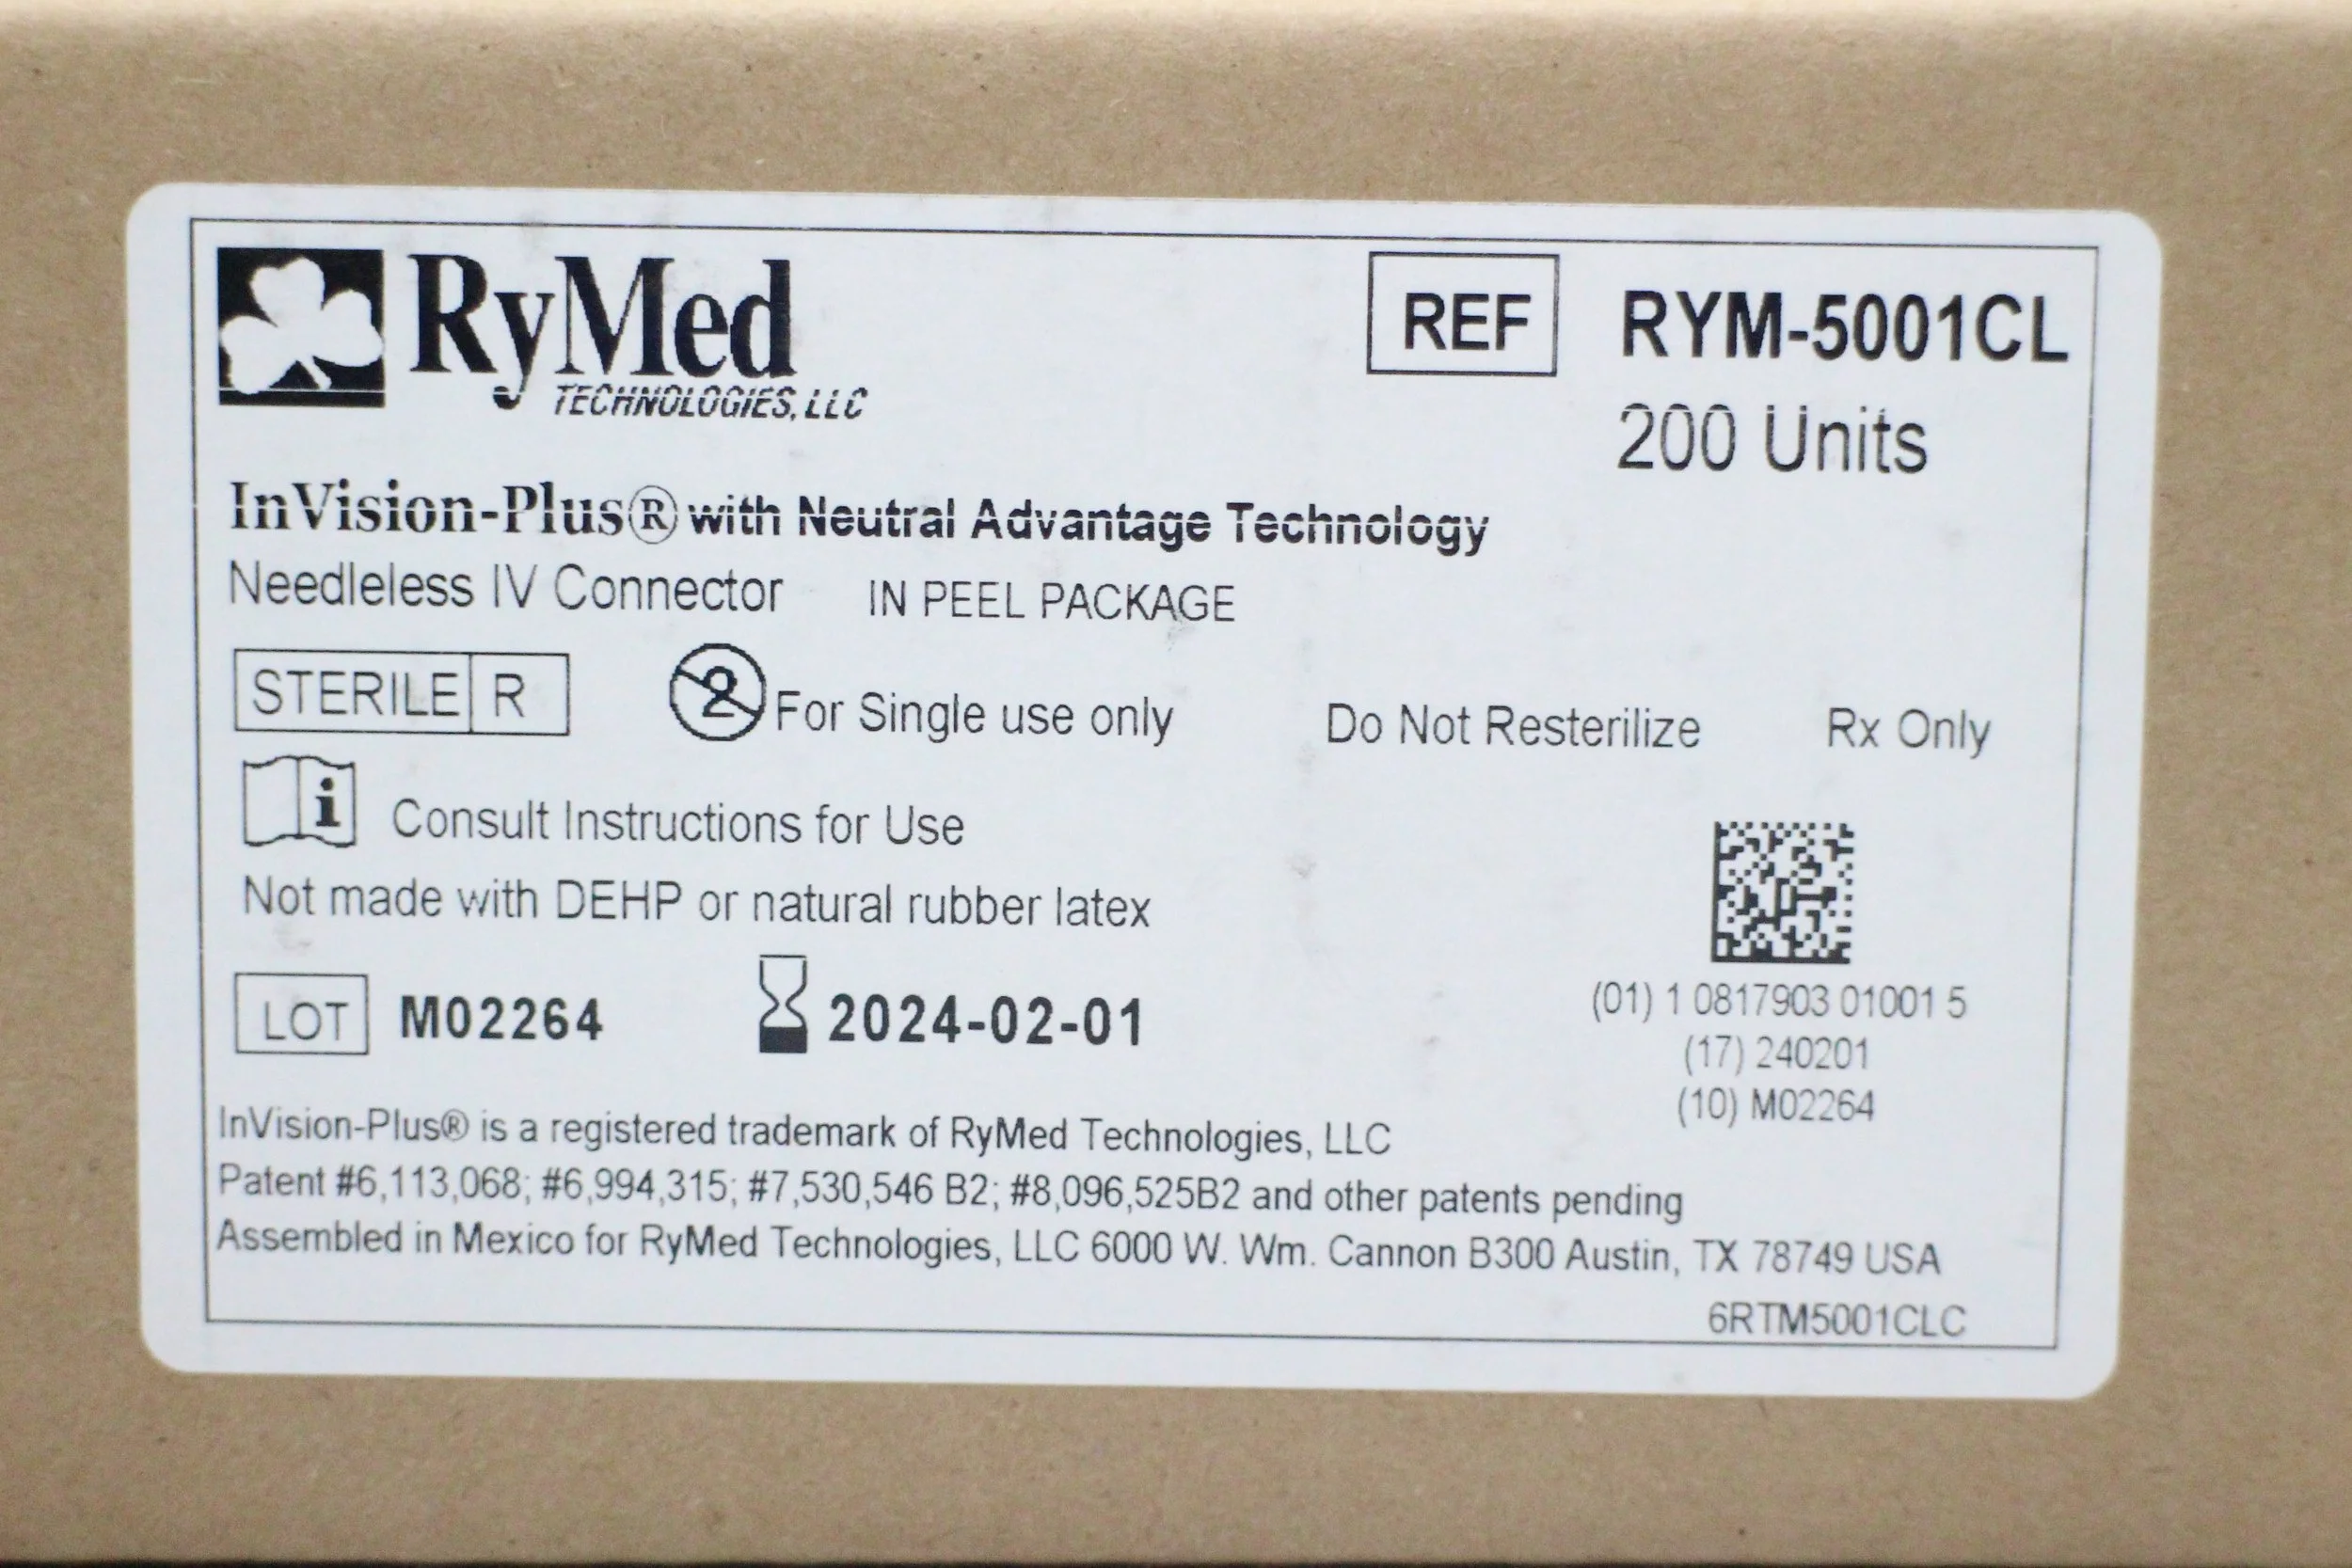 RyMed
TECHNOLOGIES, LLC
REF RYM-5001CL
200 Units
InVision-Plus® with Neutral Advantage Technology
Needleless IV Connector IN PEEL PACKAGE
STERILE R 2 For Single use only Do Not Resterilize Rx Only
i Consult Instructions for Use
Not made with DEHP or natural rubber latex
LOT M02264 2024-02-01
(01) 1 0817903 01001 5
(17) 240201
(10) M02264
InVision-Plus® is a registered trademark of RyMed Technologies, LLC
Patent #6,113,068; #6,994,315; #7,530,546 B2; #8,096,525B2 and other patents pending
Assembled in Mexico for RyMed Technologies, LLC 6000 W. Wm. Cannon B300 Austin, TX 78749 USA
6RTM5001CLC